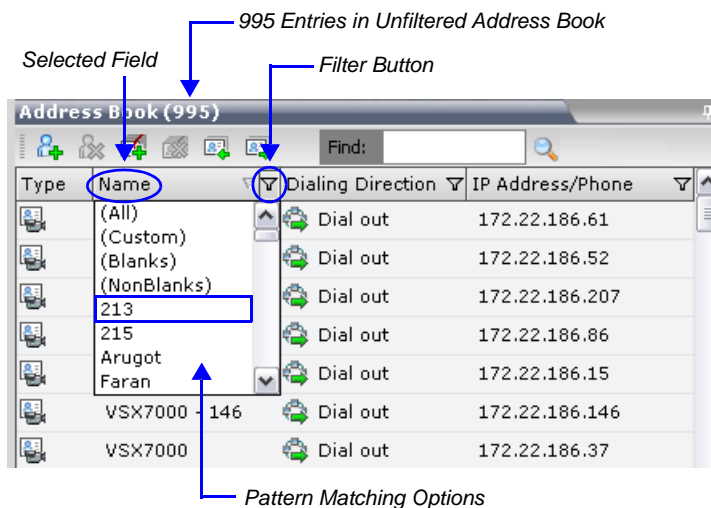 995 Entries in Unfiltered Address Book
Selected Field
Filter Button
Address Book (995)
Find:
Type Name Dialing Direction IP Address/Phone
(All)
(Custom)
(Blanks)
(NonBlanks)
213
215
Arugot
Faran
Dial out 172.22.186.61
Dial out 172.22.186.52
Dial out 172.22.186.207
Dial out 172.22.186.86
Dial out 172.22.186.15
VSX7000 - 146 Dial out 172.22.186.146
VSX7000 Dial out 172.22.186.37
Pattern Matching Options